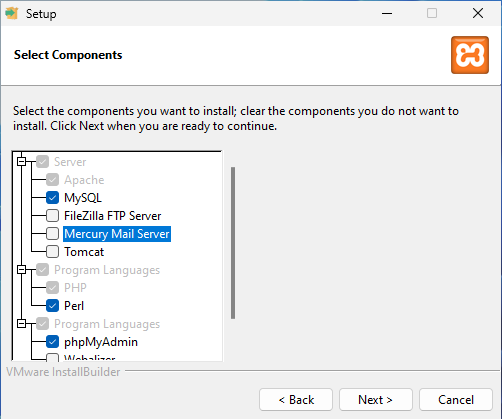 Setup
Select Components
Select the components you want to install; clear the components you do not want to
install. Click Next when you are ready to continue.
Server
Apache
MySQL
FileZilla FTP Server
Mercury Mail Server
Tomcat
Program Languages
PHP
Perl
Program Languages
phpMyAdmin
Webalizer
VMware InstallBuilder
< Back
Next >
Cancel